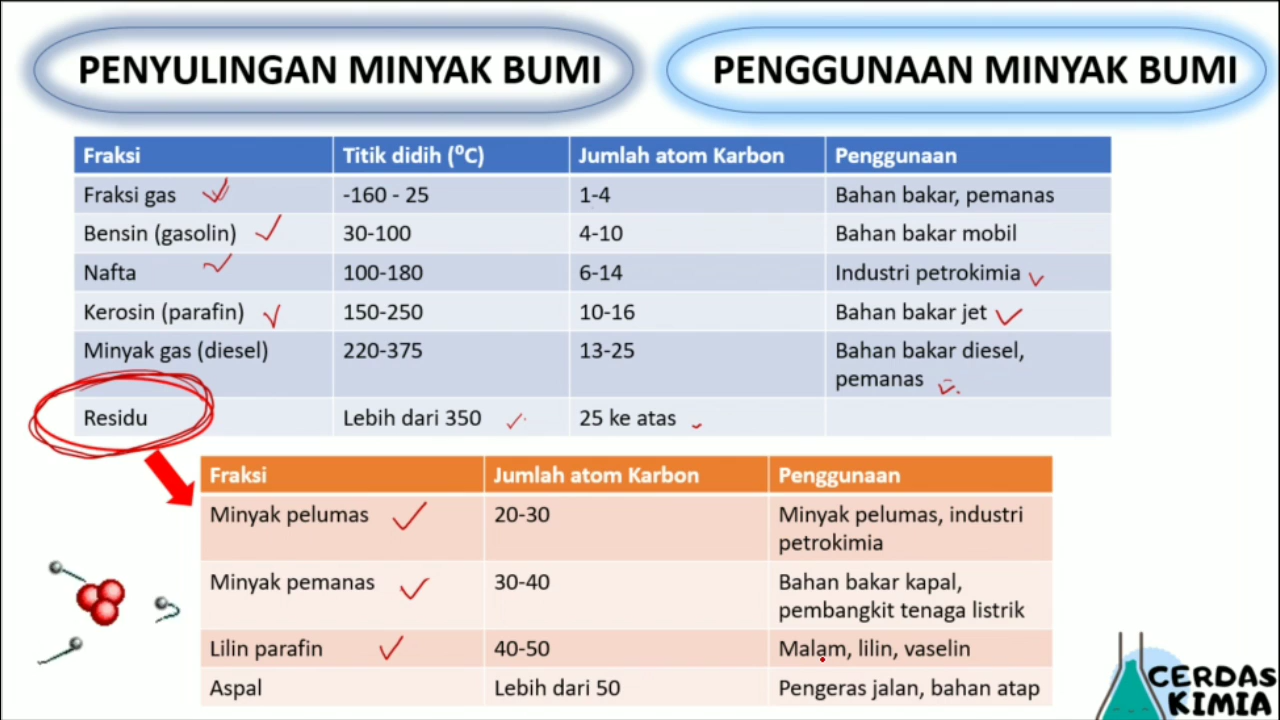 PENYULINGAN MINYAK BUMI
PENGGUNAAN MINYAK BUMI
Fraksi Titik didih (⁰C) Jumlah atom Karbon Penggunaan
Fraksi gas -160 - 25 1-4 Bahan bakar, pemanas
Bensin (gasolin) 30-100 4-10 Bahan bakar mobil
Nafta 100-180 6-14 Industri petrokimia
Kerosin (parafin) 150-250 10-16 Bahan bakar jet
Minyak gas (diesel) 220-375 13-25 Bahan bakar diesel,
pemanas
Residu Lebih dari 350 25 ke atas
Fraksi Jumlah atom Karbon Penggunaan
Minyak pelumas 20-30 Minyak pelumas, industri
petrokimia
Minyak pemanas 30-40 Bahan bakar kapal,
pembangkit tenaga listrik
Lilin parafin 40-50 Malam, lilin, vaselin
Aspal Lebih dari 50 Pengeras jalan, bahan atap
CERDAS
KIMIA